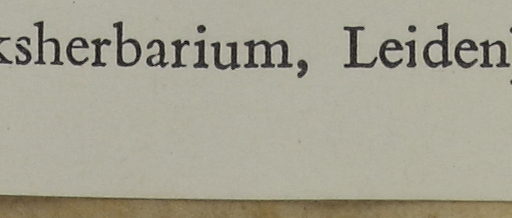 ksherbarium, Leiden)